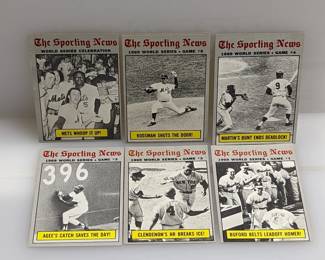 The Sporting News
WORLD SERIES CELEBRATION
METS WHOOP IT UP!
The Sporting News
1969 WORLD SERIES • GAME
KOOSMAN SHUTS THE DOOR!
The Sporting News
1969 WORLD SERIES • GAME #4
MARTIN'S BUNT ENDS DEADLOCK!
The Sporting News
1969 WORLD SERIES • GAME #3
396
AGEE'S CATCH SAVES THE DAY!
The Sporting News
1969 WORLD SERIES • GAME
CLENDENON'S HR BREAKS ICE!
The Sporting News
1969 WORLD SERIES • GAME #1
BUFORD BELTS LEADOFF HOMER!